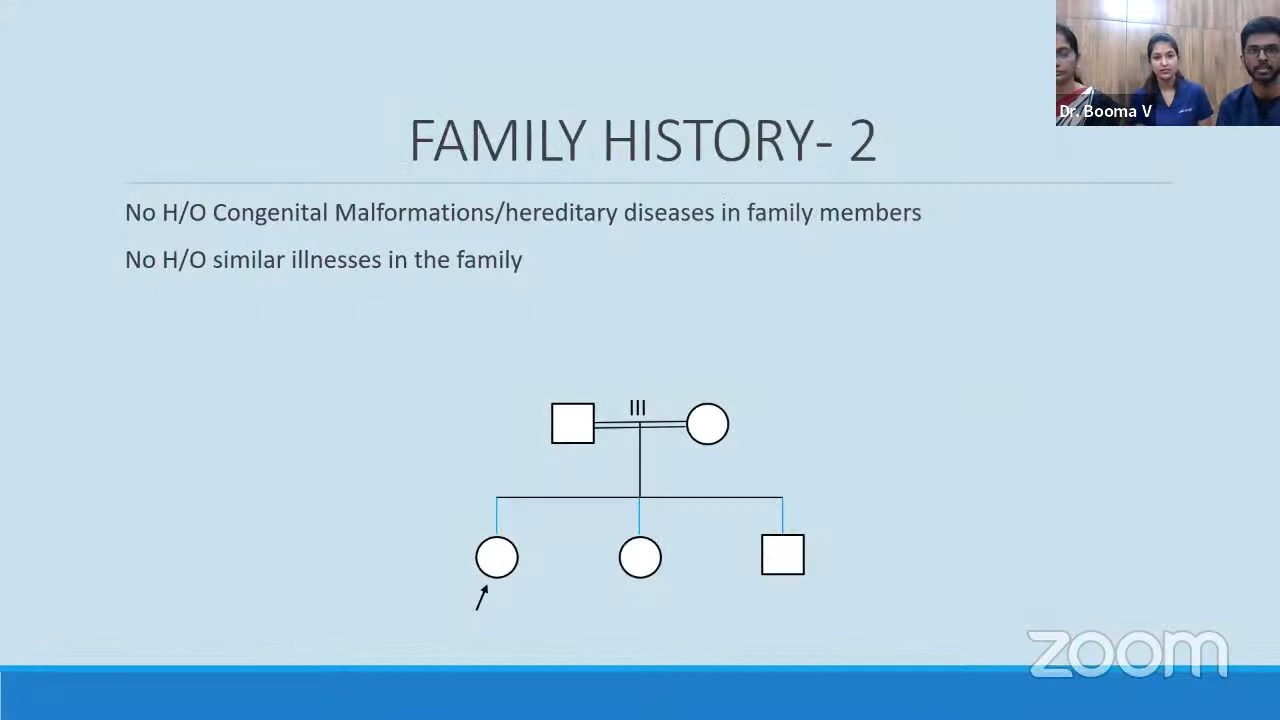 Dr. Booma V
FAMILY HISTORY- 2
No H/O Congenital Malformations/hereditary diseases in family members
No H/O similar illnesses in the family
III
zoom